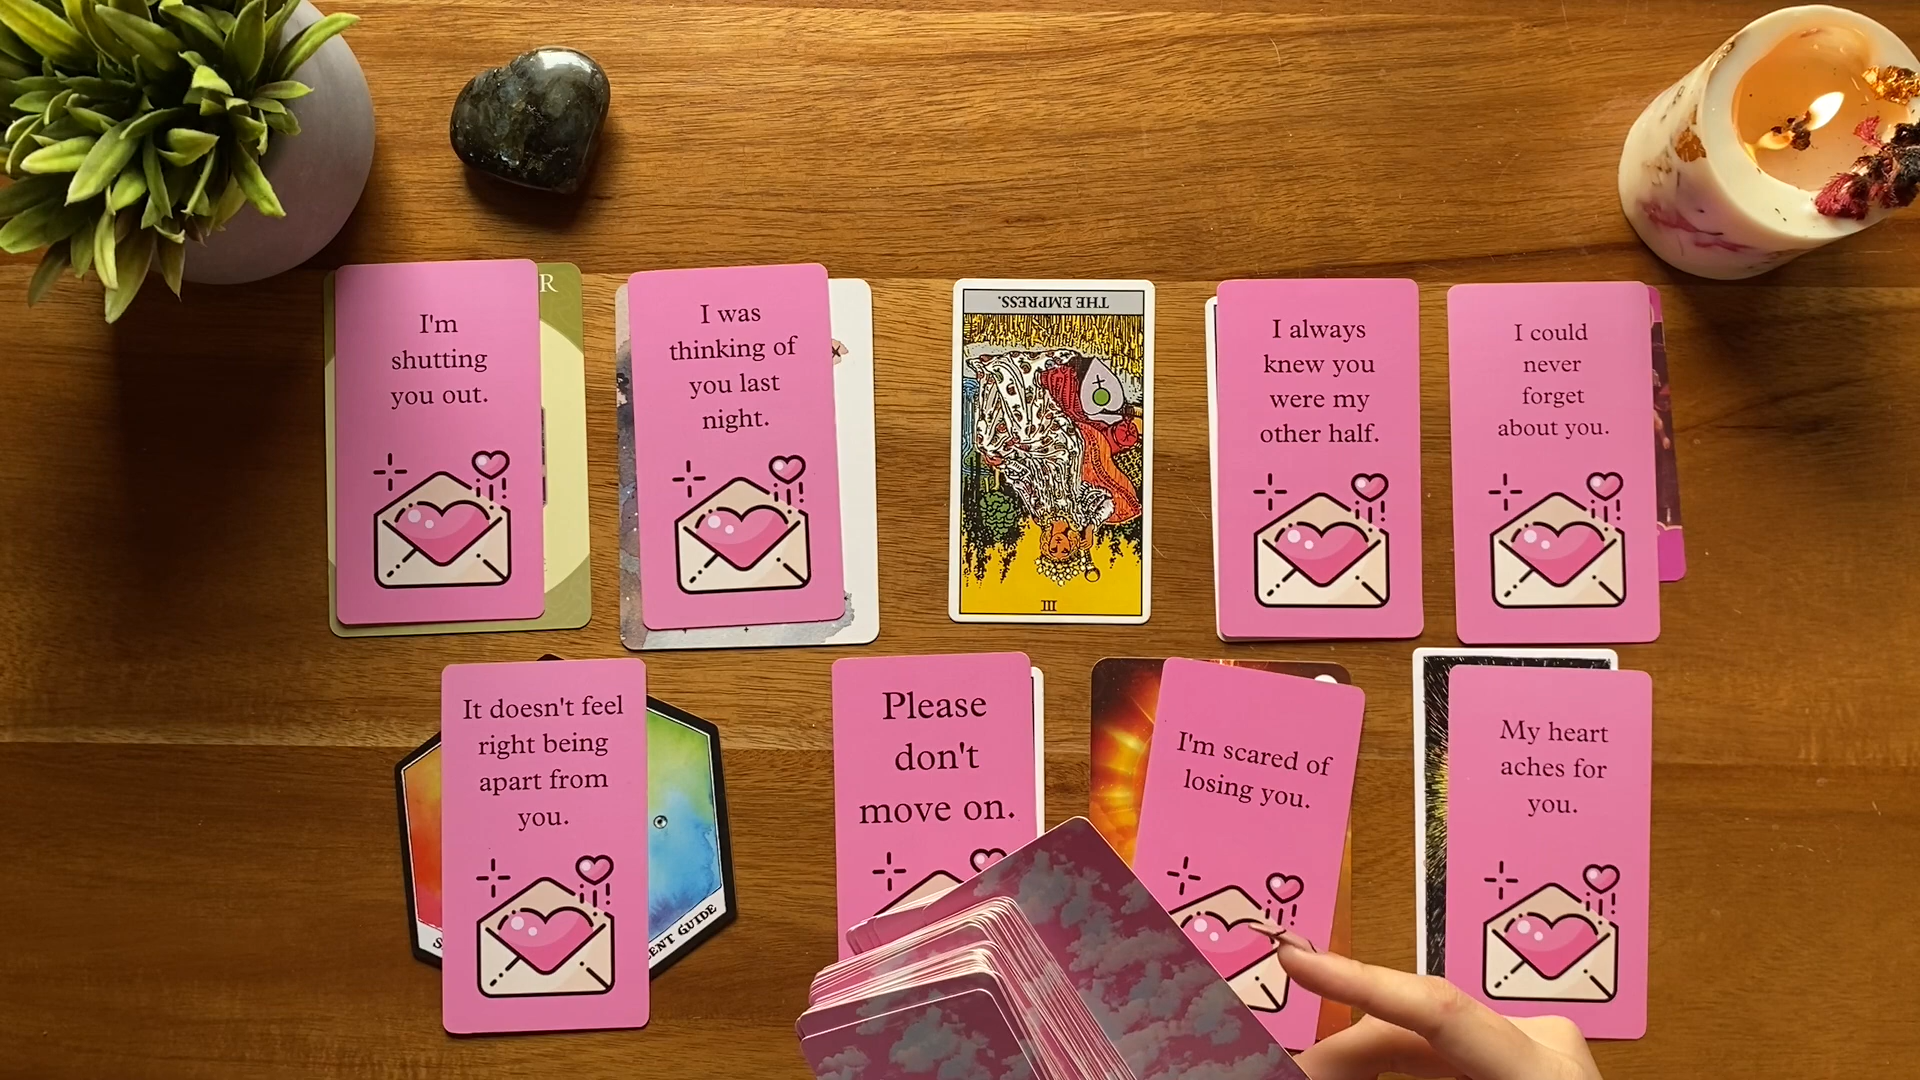 R
I'm
shutting
you out.
I was
thinking of
you last
night.
THE EMPRESS.
III
I always
knew you
were my
other half.
I could
never
forget
about you.
It doesn't feel
right being
apart from
you.
S
ENT GUIDE
Please
don't
move on.
I'm scared of
losing you.
My heart
aches for
you.